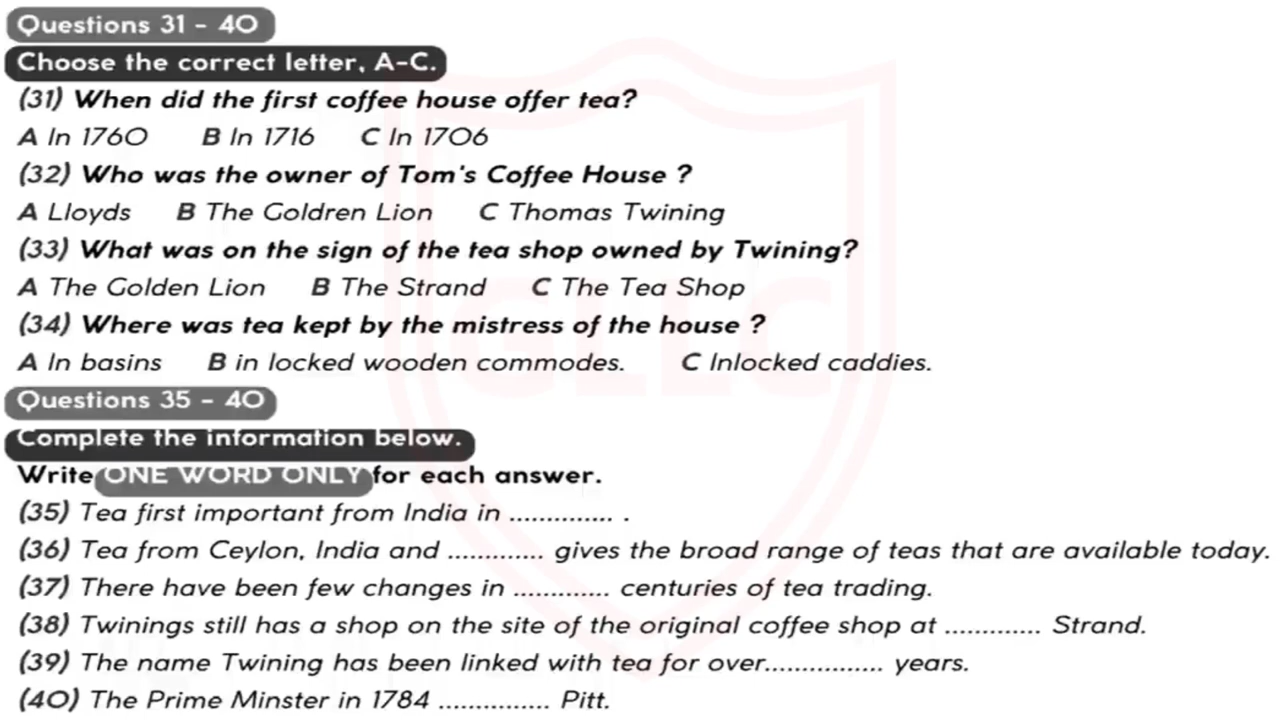 Questions 31 - 40
Choose the correct letter, A-C.
(31) When did the first coffee house offer tea?
A In 1760 B In 1716 C In 1706
(32) Who was the owner of Tom's Coffee House ?
A Lloyds B The Goldren Lion C Thomas Twining
(33) What was on the sign of the tea shop owned by Twining?
A The Golden Lion B The Strand C The Tea Shop
(34) Where was tea kept by the mistress of the house ?
A In basins B in locked wooden commodes. C Inlocked caddies.
Questions 35 - 40
Complete the information below.
Write ONE WORD ONLY for each answer.
(35) Tea first important from India in .............. .
(36) Tea from Ceylon, India and ............. gives the broad range of teas that are available today.
(37) There have been few changes in ............. centuries of tea trading.
(38) Twinings still has a shop on the site of the original coffee shop at ............. Strand.
(39) The name Twining has been linked with tea for over................ years.
(40) The Prime Minster in 1784 ............... Pitt.